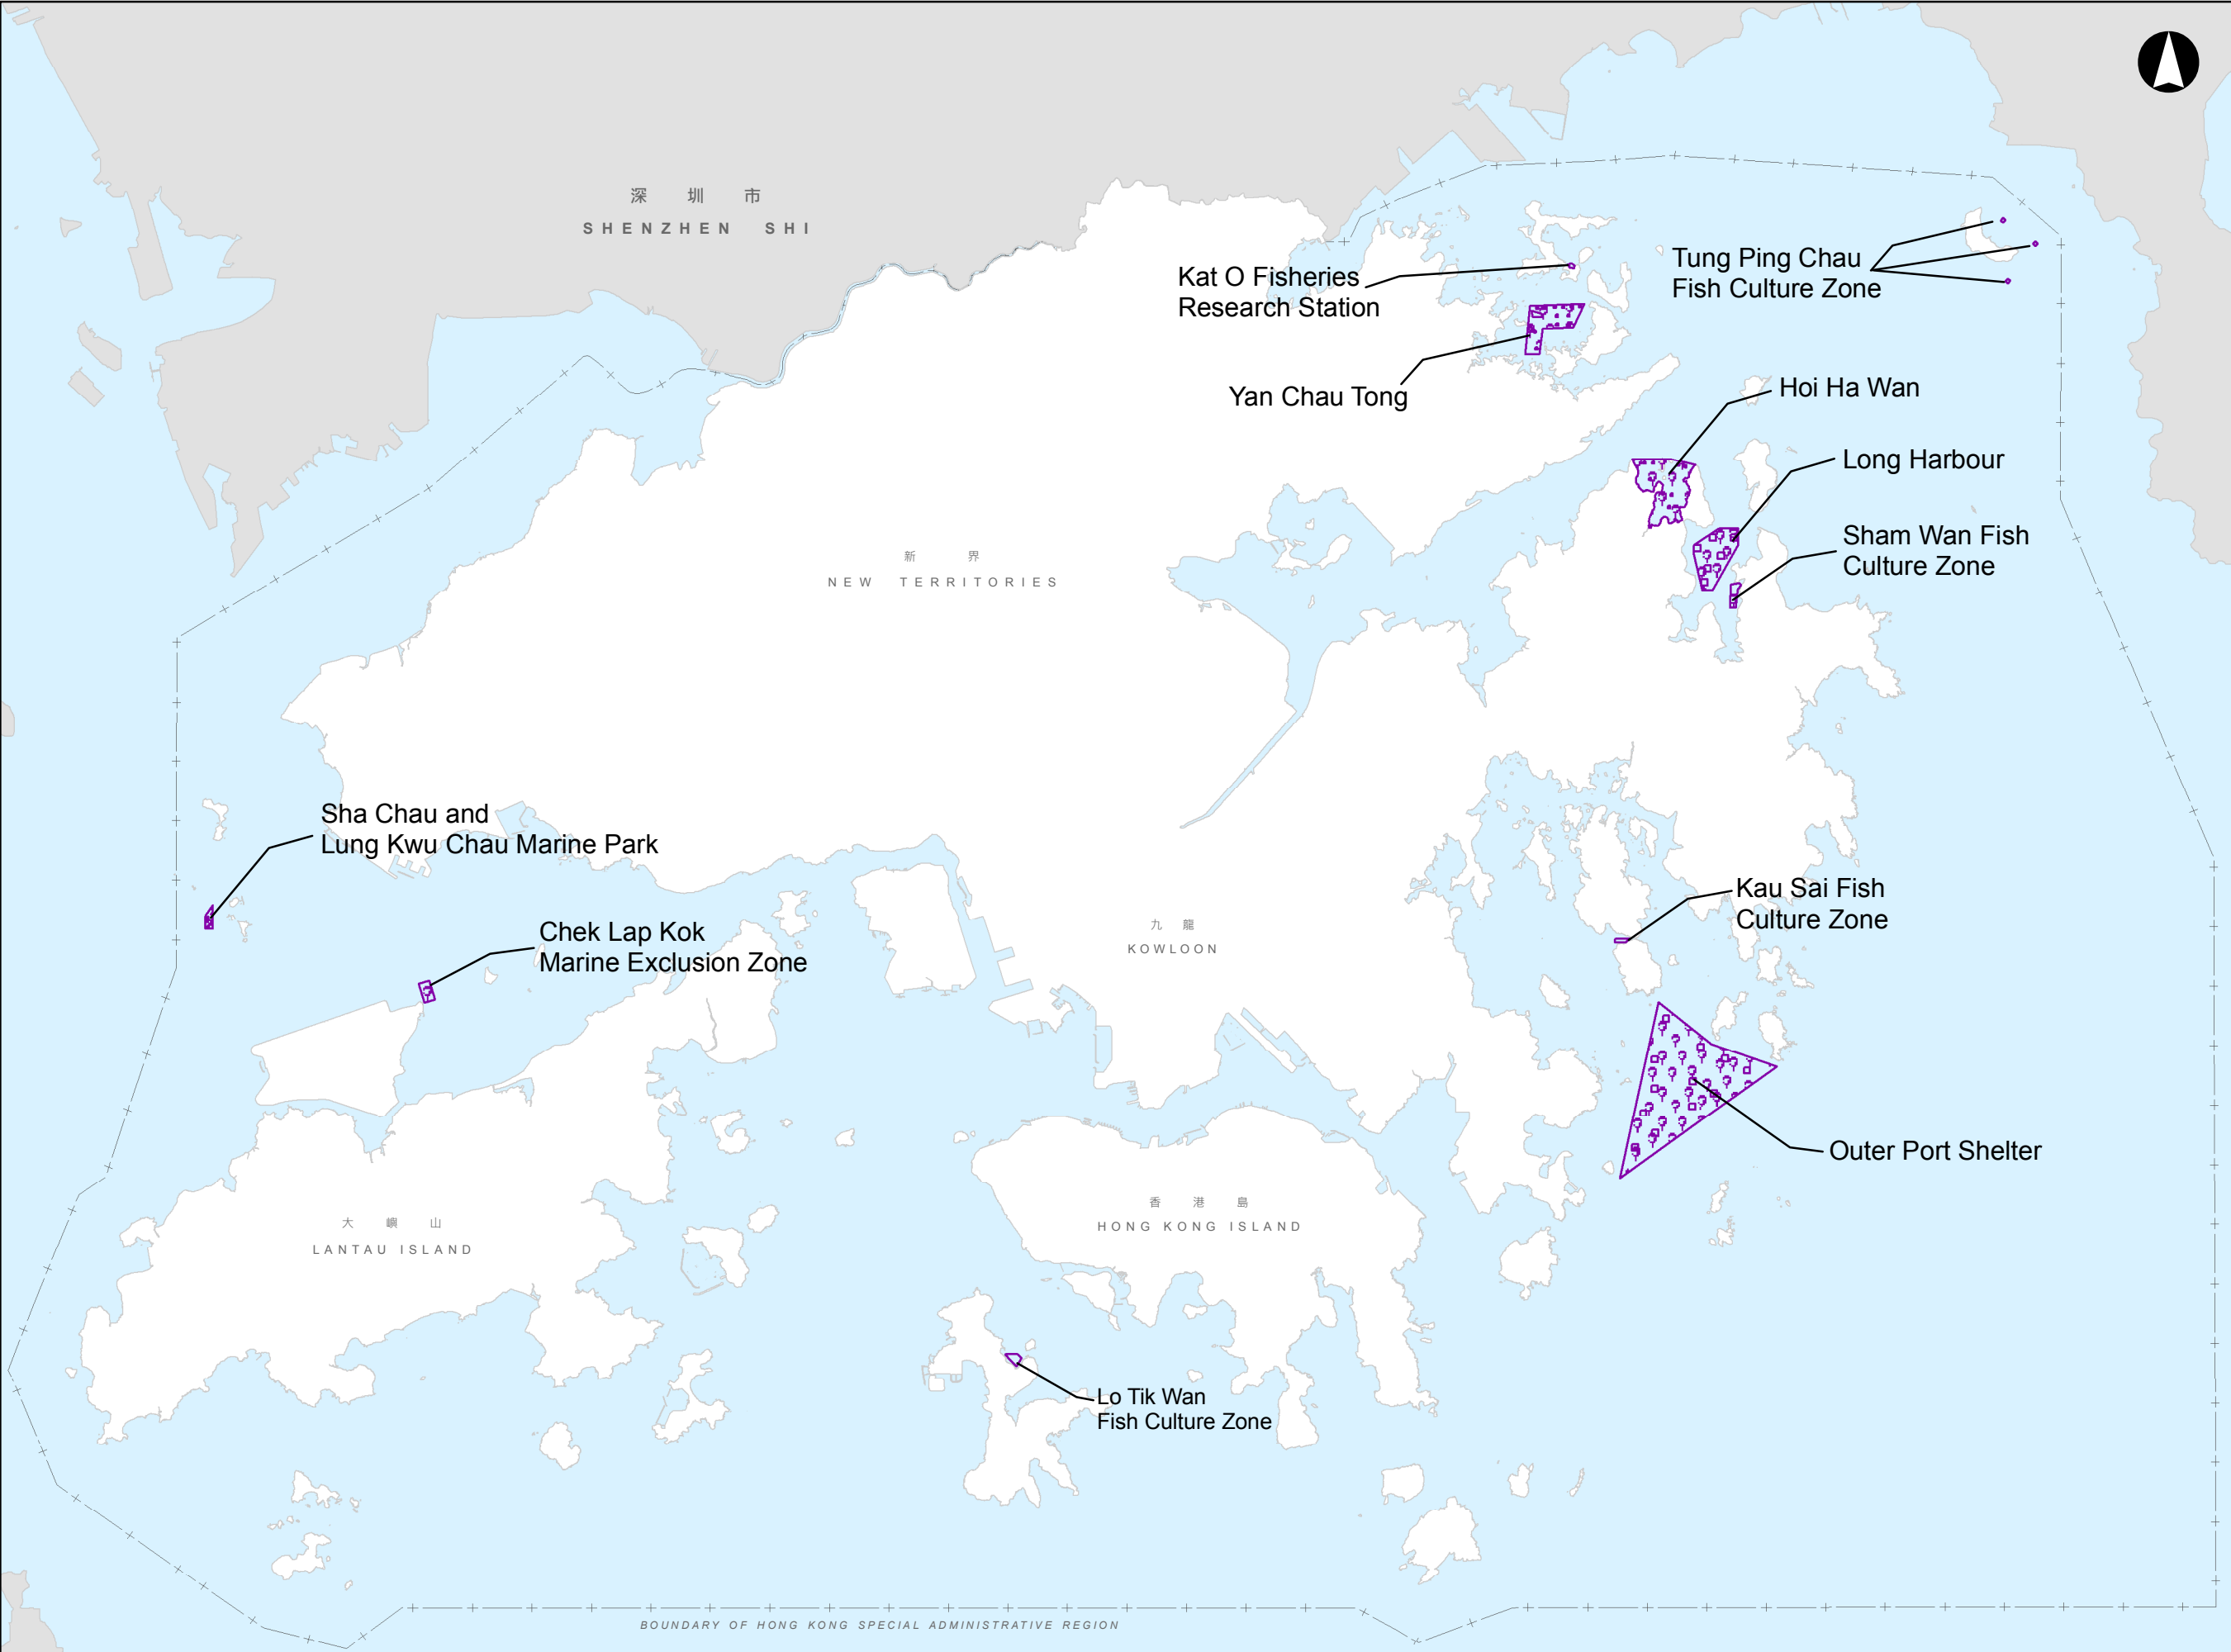 深圳市
SHENZHEN SHI
Kat O Fisheries
Research Station
Tung Ping Chau
Fish Culture Zone
Yan Chau Tong
Hoi Ha Wan
Long Harbour
Sham Wan Fish
Culture Zone
新界
NEW TERRITORIES
Sha Chau and
Lung Kwu Chau Marine Park
Chek Lap Kok
Marine Exclusion Zone
九龍
KOWLOON
Kau Sai Fish
Culture Zone
Outer Port Shelter
香港島
HONG KONG ISLAND
大嶼山
LANTAU ISLAND
Lo Tik Wan
Fish Culture Zone
BOUNDARY OF HONG KONG SPECIAL ADMINISTRATIVE REGION